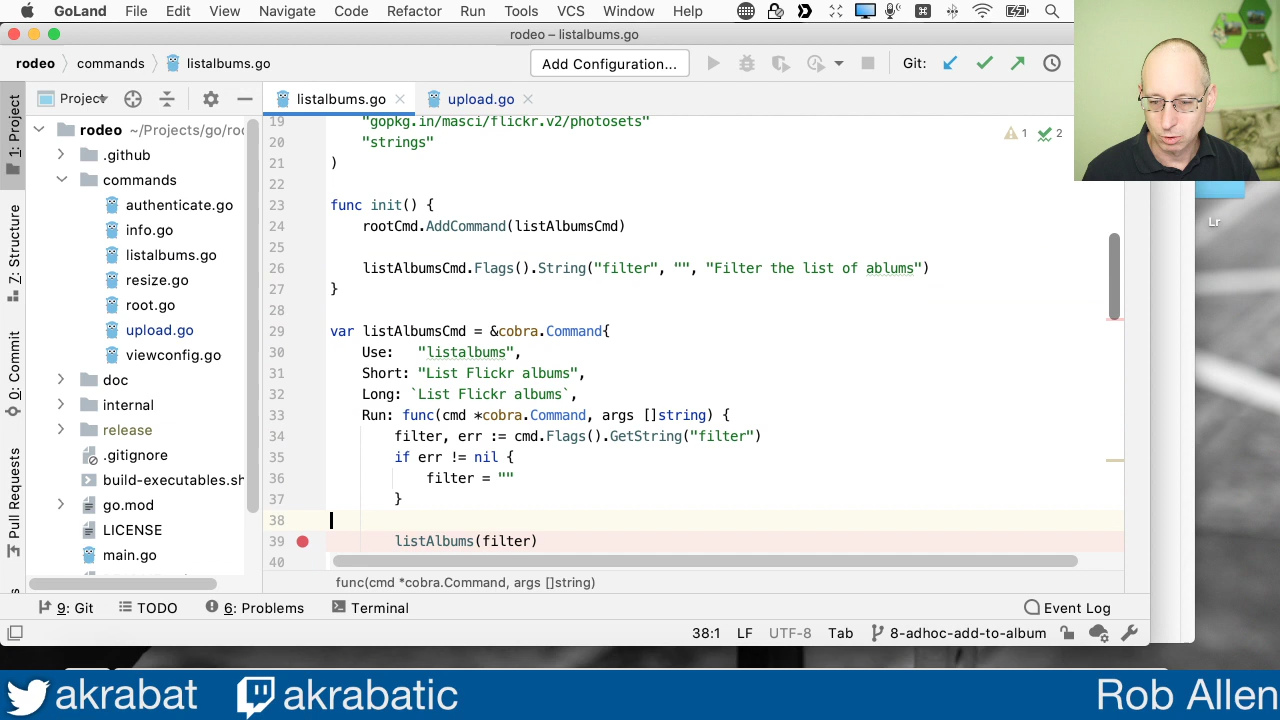 GoLand File Edit View Navigate Code Refactor Run Tools VCS Window Help
rodeo – listalbums.go
rodeo commands listalbums.go Add Configuration... Git:
1: Project
Project
listalbums.go upload.go
rodeo ~/Projects/go/
.github
commands
authenticate.go
info.go
listalbums.go
resize.go
root.go
upload.go
viewconfig.go
doc
internal
release
.gitignore
build-executables.sh
go.mod
LICENSE
main.go
7: Structure
0: Commit
Pull Requests
19 "gopkg.in/masci/flickr.v2/photosets"
20 "strings"
21 )
22
23 func init() {
24 rootCmd.AddCommand(listAlbumsCmd)
25
26 listAlbumsCmd.Flags().String("filter", "", "Filter the list of ablums")
27 }
28
29 var listAlbumsCmd = &cobra.Command{
30 Use: "listalbums",
31 Short: "List Flickr albums",
32 Long: `List Flickr albums`,
33 Run: func(cmd *cobra.Command, args []string) {
34 filter, err := cmd.Flags().GetString("filter")
35 if err != nil {
36 filter = ""
37 }
38
39 listAlbums(filter)
40
1 2
func(cmd *cobra.Command, args []string)
9: Git TODO 6: Problems Terminal Event Log
38:1 LF UTF-8 Tab 8-adhoc-add-to-album
Lr
akrabat akrabatic Rob Allen